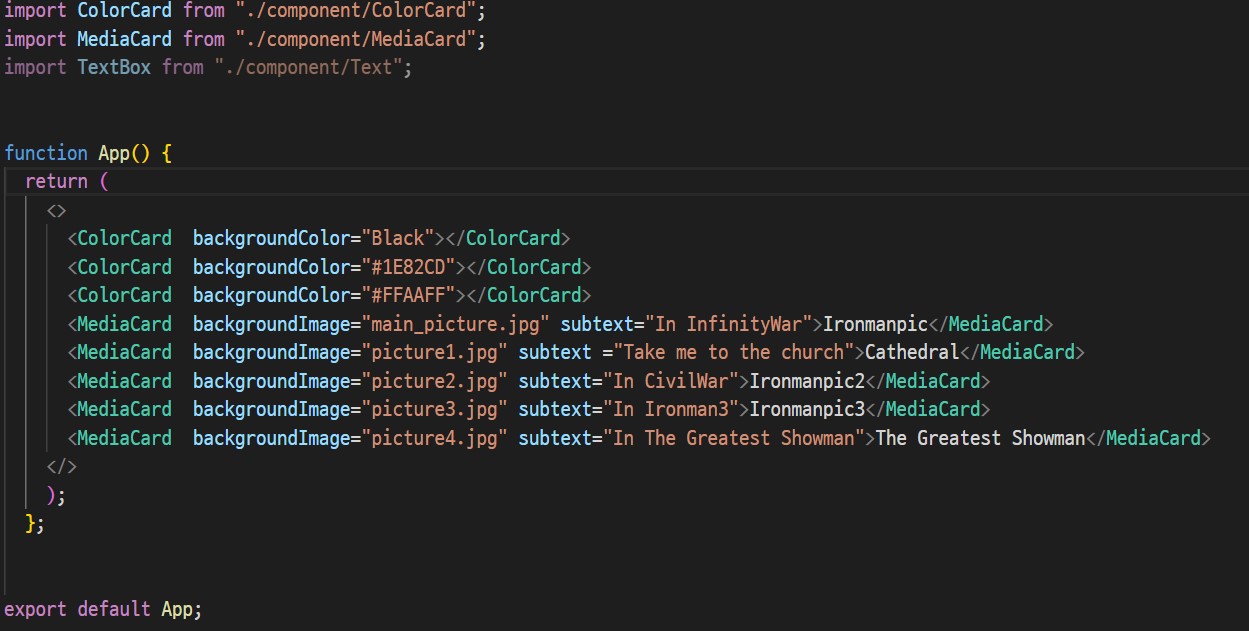 import ColorCard from "./component/ColorCard";
import MediaCard from "./component/MediaCard";
import TextBox from "./component/Text";
function App() {
return (
<>
<ColorCard  backgroundColor="Black"></ColorCard>
<ColorCard  backgroundColor="#1E82CD"></ColorCard>
<ColorCard  backgroundColor="#FFAAFF"></ColorCard>
<MediaCard  backgroundImage="main_picture.jpg" subtext="In InfinityWar">Ironmanpic</MediaCard>
<MediaCard  backgroundImage="picture1.jpg" subtext ="Take me to the church">Cathedral</MediaCard>
<MediaCard  backgroundImage="picture2.jpg" subtext="In CivilWar">Ironmanpic2</MediaCard>
<MediaCard  backgroundImage="picture3.jpg" subtext="In Ironman3">Ironmanpic3</MediaCard>
<MediaCard  backgroundImage="picture4.jpg" subtext="In The Greatest Showman">The Greatest Showman</MediaCard>
</>
);
};
export default App;